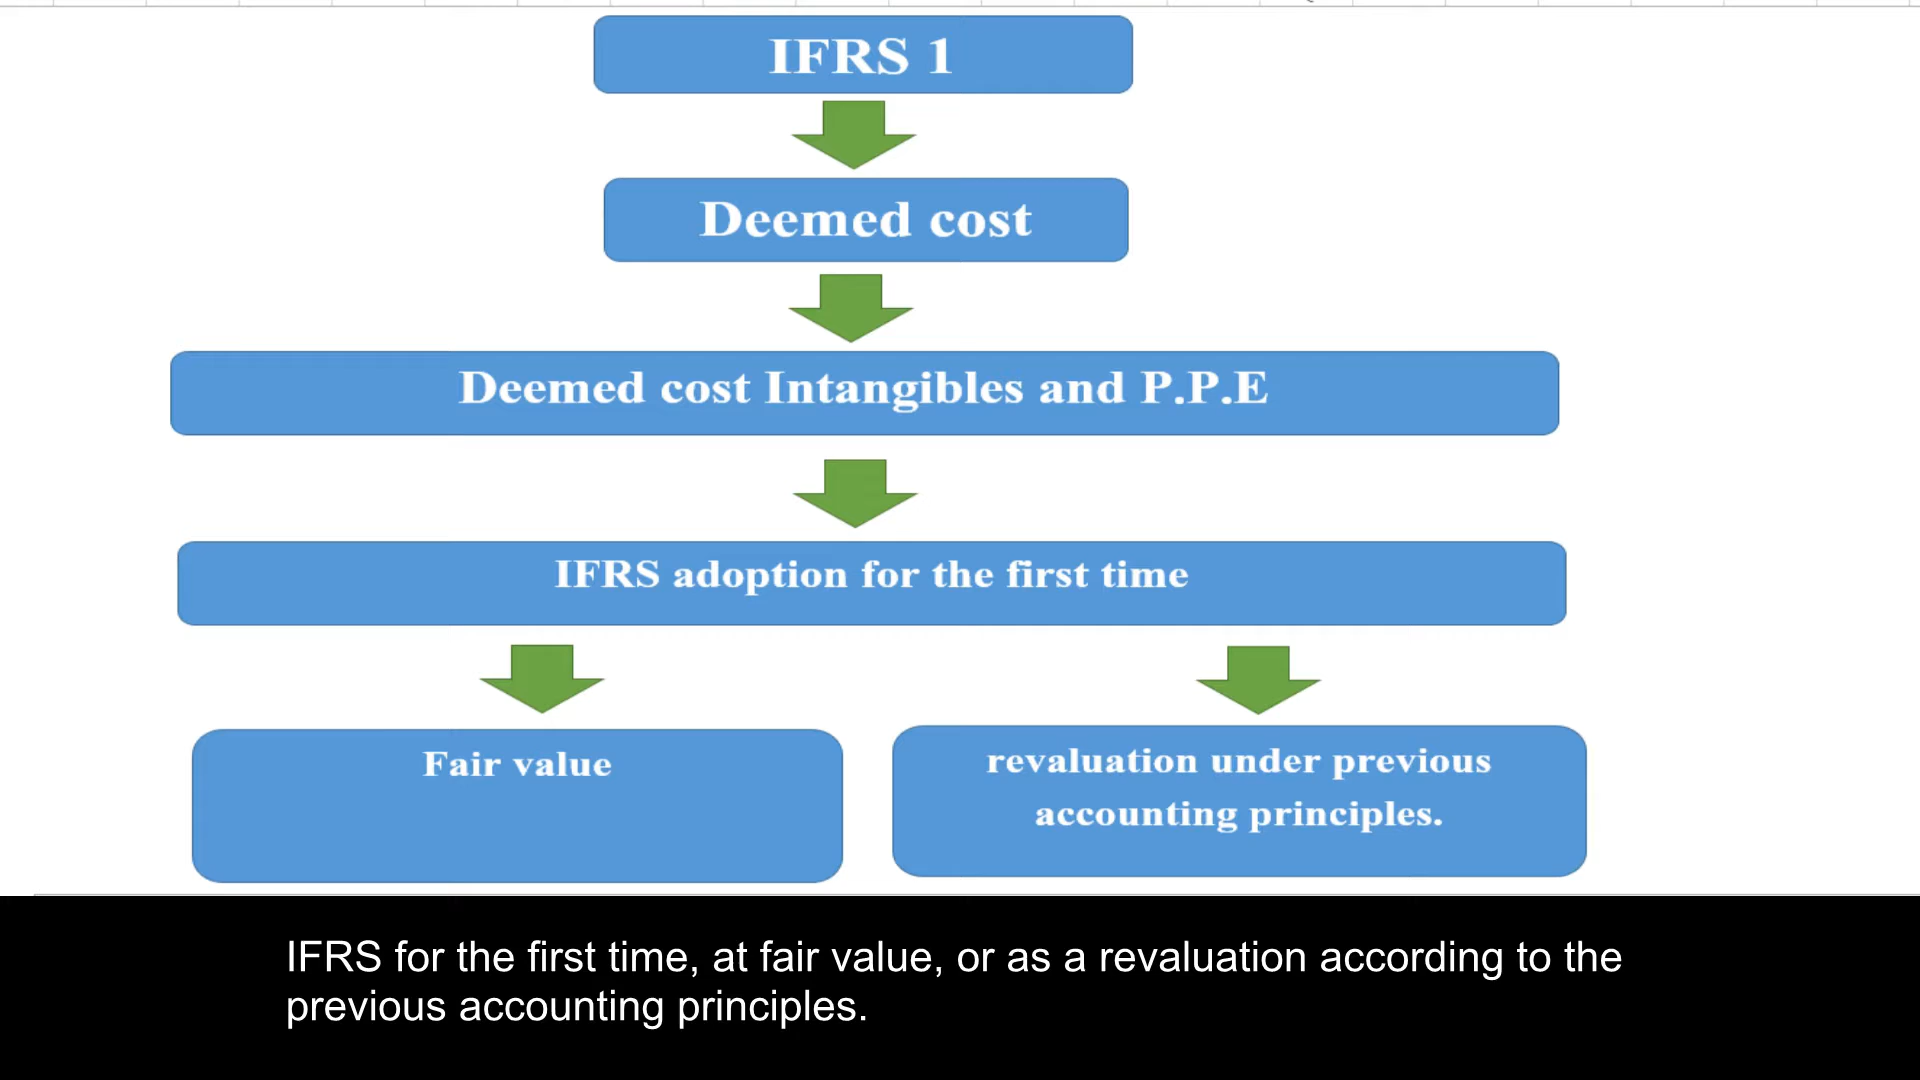 IFRS 1
Deemed cost
Deemed cost Intangibles and P.P.E
IFRS adoption for the first time
Fair value
revaluation under previous
accounting principles.
IFRS for the first time, at fair value, or as a revaluation according to the
previous accounting principles.